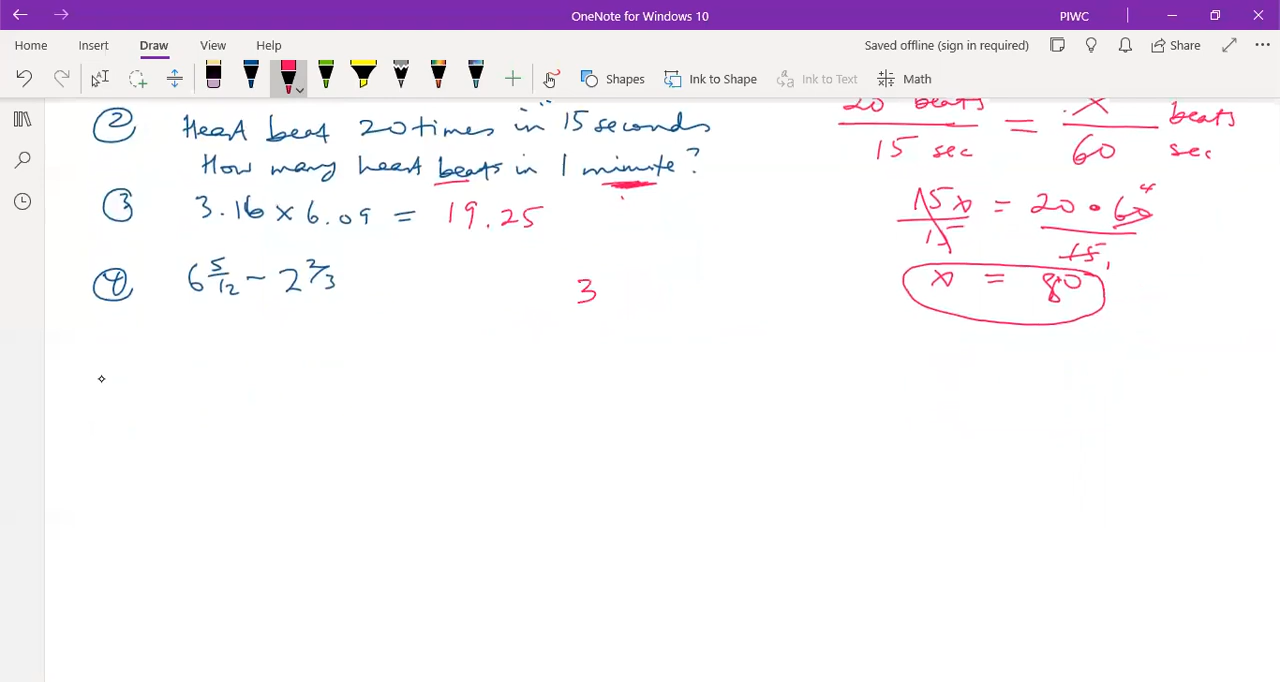 OneNote for Windows 10
PIWC
Home Insert Draw View Help
Saved offline (sign in required)
Share
Shapes
Ink to Shape
Ink to Text
Math
② Heart beat 20 times in 15 seconds
How many heart beats in 1 minute?
③ 3.16 × 6.09 = 19.25
④ 6 5/12 - 2 2/3
3
20 beats / 15 sec = x beats / 60 sec
15x / 15 = 20 • 60 4 / 15 1
x = 80